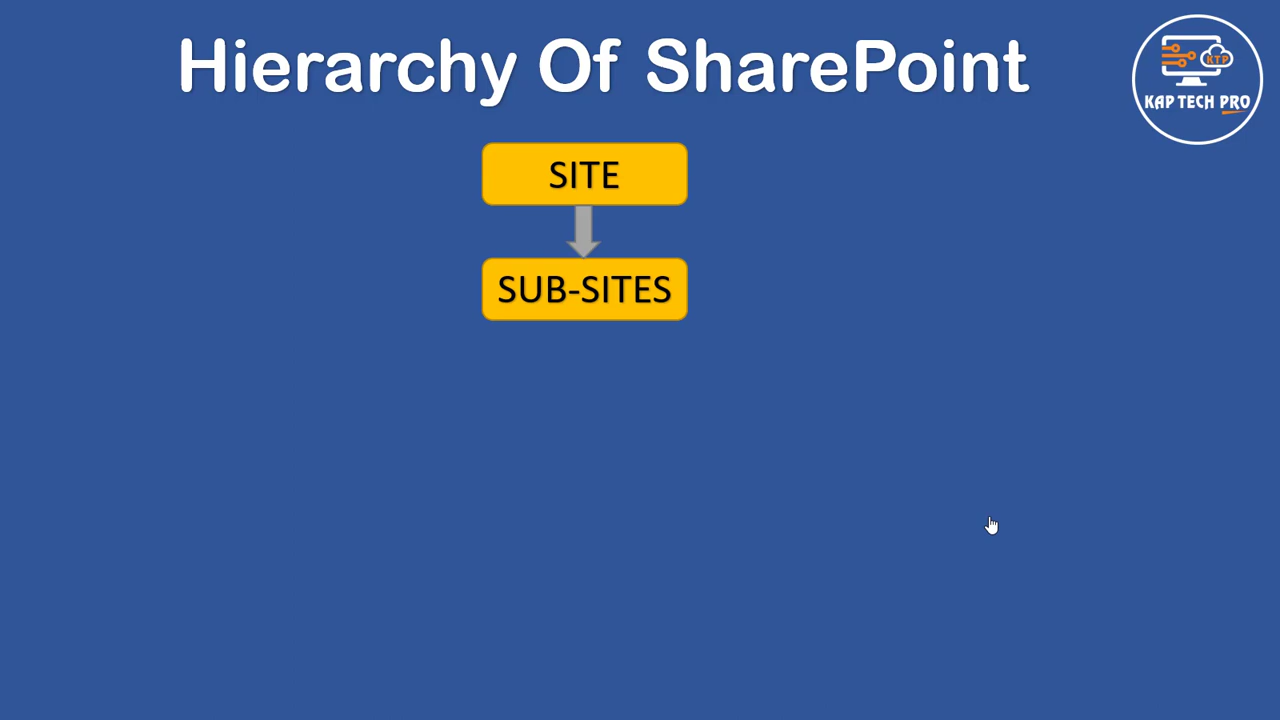 Hierarchy Of SharePoint
KTP
KAP TECH PRO
SITE
SUB-SITES